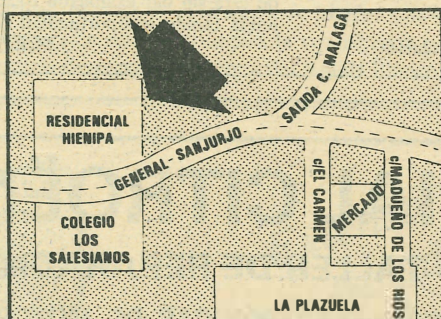 SALIDA C. MALAGA
RESIDENCIAL
HIENIPA
GENERAL-SANJURJO-
COLEGIO
LOS
SALESIANOS
c/EL CARMEN
MERCADO
c/MADUEÑO DE LOS RIOS
LA PLAZUELA